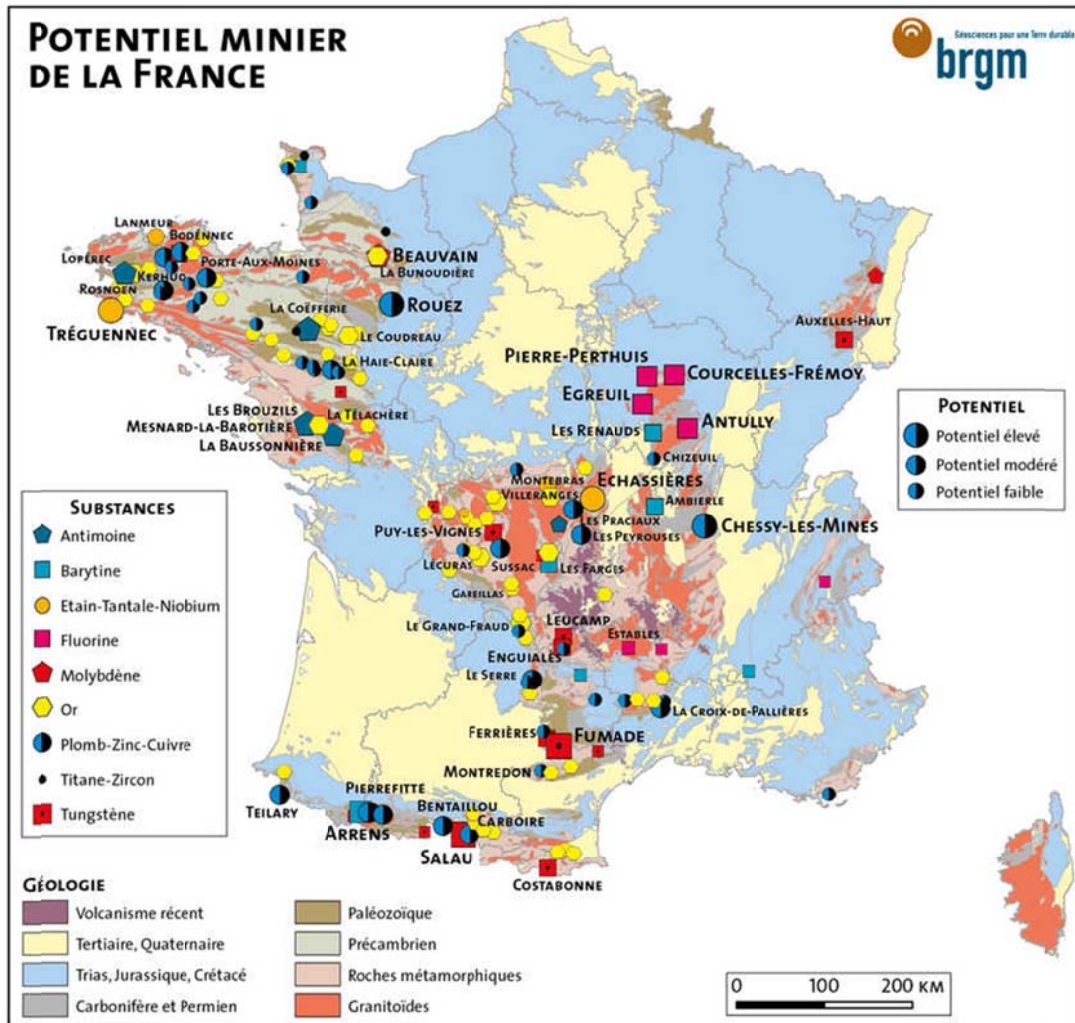 POTENTIEL MINIER
DE LA FRANCE
Géosciences pour une Terre durable
brgm
LANMEUR
BODÉNNEC
LOPÉREC
PORTE-AUX-MOINES
KERHUO
ROSNOEN
TRÉGUENNEC
BEAUVAIN
LA BUNOUDIÈRE
ROUEZ
LA COËFFERIE
LE COUDREAU
LA HAIE-CLAIRE
AUXELLES-HAUT
PIERRE-PERTHUIS
COURCELLES-FRÉMOY
EGREUIL
LES RENAUDS
ANTULLY
CHIZEUIL
LES BROUZILS
LA TÉLACHÈRE
MESNARD-LA-BAROTIÈRE
LA BAUSSONNIÈRE
POTENTIEL
Potentiel élevé
Potentiel modéré
Potentiel faible
MONTEBRAS
ECHASSIÈRES
VILLERANGES
AMBIERLE
LES PRACIAUX
CHESSY-LES-MINES
PUY-LES-VIGNES
LES PEYROUSES
LÉCURAS
SUSSAC
LES FARGES
GAREILLAS
LE GRAND-FRAUD
LEUCAMP
ESTABLES
ENGUIALÈS
LE SERRE
LA CROIX-DE-PALLIÈRES
FERRIÈRES
FUMADE
MONTREDON
TEILARY
PIERREFITTE
BENTAILLOU
ARRENS
CARBOIRE
SALAU
COSTABONNE
SUBSTANCES
Antimoine
Barytine
Etain-Tantale-Niobium
Fluorine
Molybdène
Or
Plomb-Zinc-Cuivre
Titane-Zircon
Tungstène
GÉOLOGIE
Volcanisme récent
Tertiaire, Quaternaire
Trias, Jurassique, Crétacé
Carbonifère et Permien
Paléozoïque
Précambrien
Roches métamorphiques
Granitoïdes
0 100 200 KM